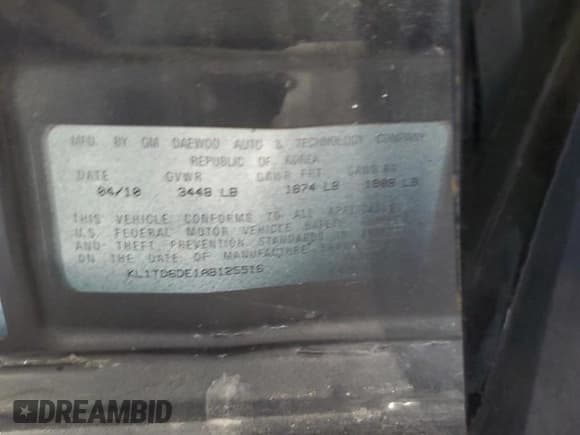 MFD. BY GM DAEWOO AUTO & TECHNOLOGY COMPANY
REPUBLIC OF KOREA
DATE GVWR GAWR FRT GAWR RR
04/10 3448 LB 1874 LB 1808 LB
THIS VEHICLE CONFORMS TO ALL APPLICABLE
U.S. FEDERAL MOTOR VEHICLE SAFETY
AND THEFT PREVENTION STANDARDS
ON THE DATE OF MANUFACTURE
KL1TD6DE1AB125516
DREAMBID